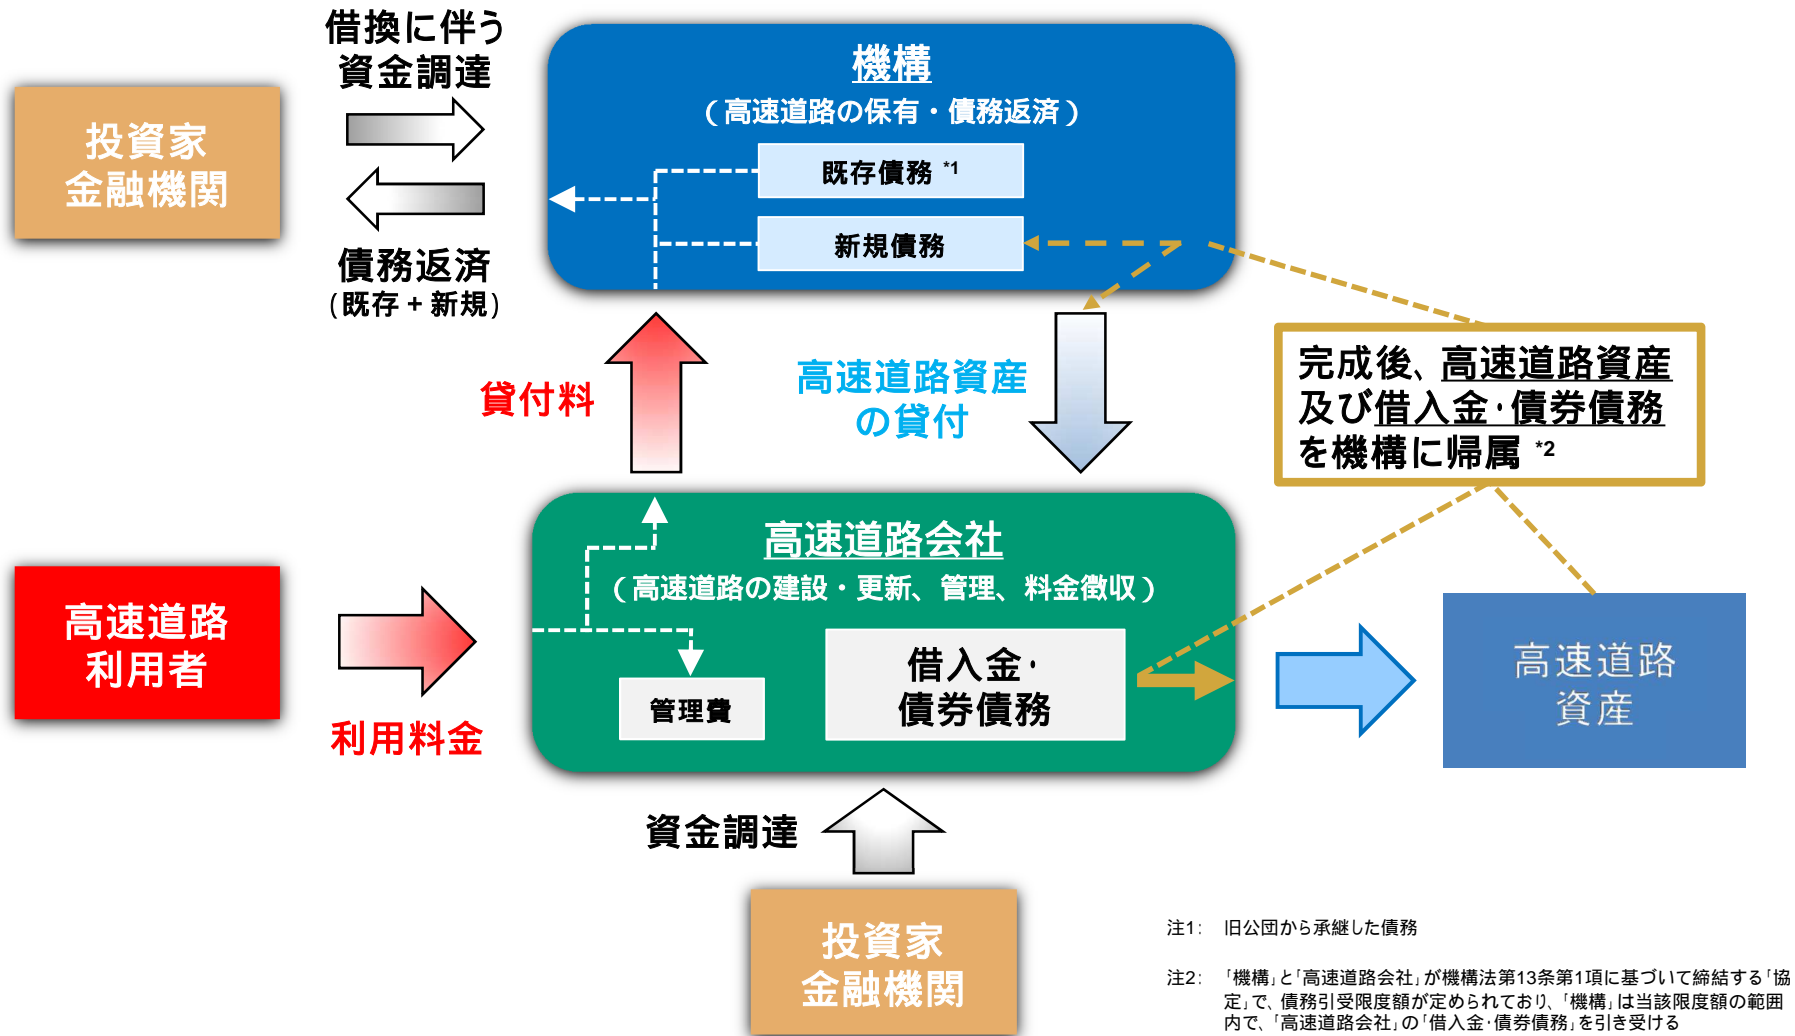 借換に伴う
資金調達
投資家
金融機関
債務返済
(既存 + 新規)
機構
(高速道路の保有・債務返済)
既存債務 *1
新規債務
貸付料
高速道路資産
の貸付
完成後、高速道路資産
及び借入金・債券債務
を機構に帰属 *2
高速道路
利用者
利用料金
高速道路会社
(高速道路の建設・更新、管理、料金徴収)
管理費
借入金・
債券債務
高速道路
資産
資金調達
投資家
金融機関
注1: 旧公団から承継した債務
注2: 「機構」と「高速道路会社」が機構法第13条第1項に基づいて締結する「協
定」で、債務引受限度額が定められており、「機構」は当該限度額の範囲
内で、「高速道路会社」の「借入金・債券債務」を引き受ける